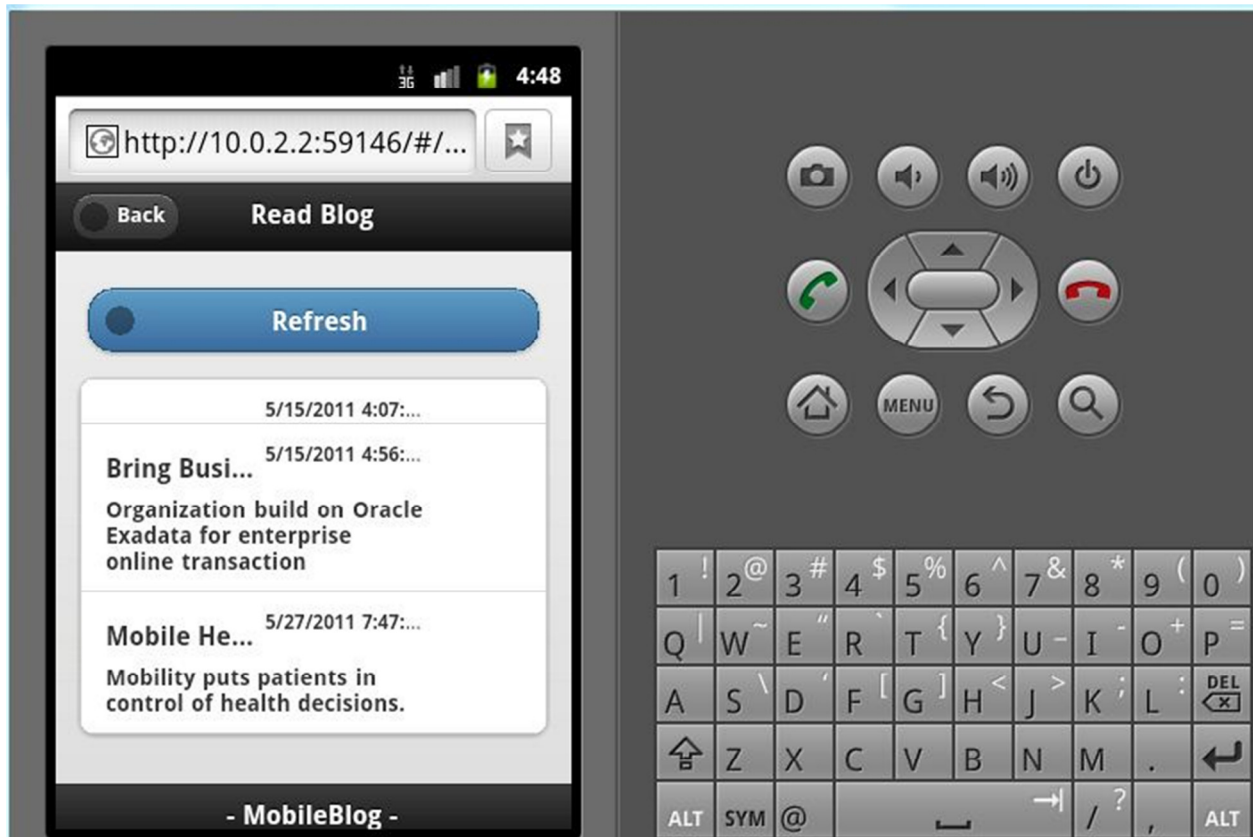 3G 4:48
http://10.0.2.2:59146/#/...
Back Read Blog
Refresh
5/15/2011 4:07:...
Bring Busi... 5/15/2011 4:56:...
Organization build on Oracle
Exadata for enterprise
online transaction
Mobile He... 5/27/2011 7:47:...
Mobility puts patients in
control of health decisions.
- MobileBlog -
MENU
1 ! 2 @ 3 # 4 $ 5 % 6 ^ 7 & 8 * 9 ( 0 )
Q | W ~ E " R ` T { Y } U _ I - O + P =
A S \ D ' F [ G ] H < J > K ; L : DEL
Z X C V B N M .
ALT SYM @ / ? , ALT